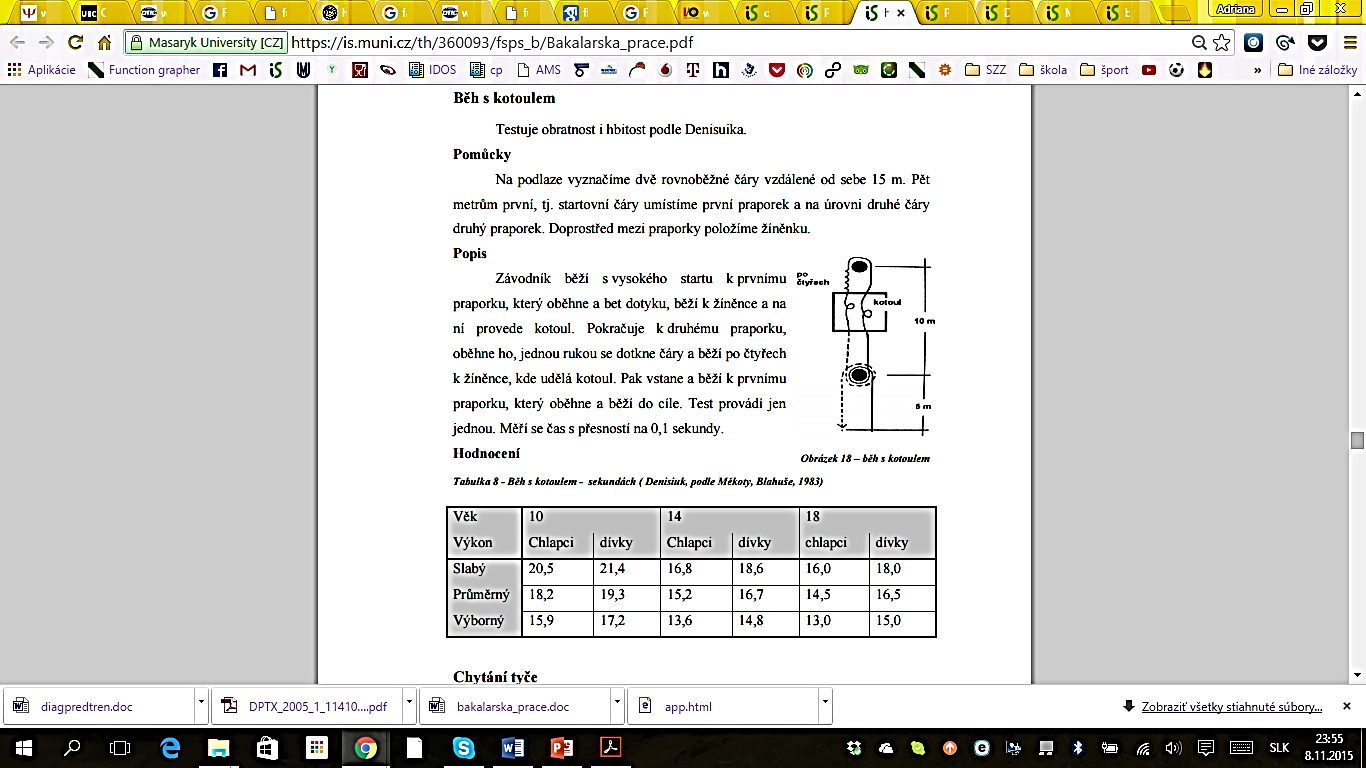 Adriana
Masaryk University [CZ]
https://is.muni.cz/th/360093/fsps_b/Bakalarska_prace.pdf
Aplikácie
Function grapher
IDOS
cp
AMS
SZZ
škola
šport
»
Iné záložky
Běh s kotoulem
Testuje obratnost i hbitost podle Denisuika.
Pomůcky
Na podlaze vyznačíme dvě rovnoběžné čáry vzdálené od sebe 15 m. Pět
metrům první, tj. startovní čáry umístíme první praporek a na úrovni druhé čáry
druhý praporek. Doprostřed mezi praporky položíme žíněnku.
Popis
Závodník běží s vysokého startu k prvnímu
praporku, který oběhne a bet dotyku, běží k žíněnce a na
ní provede kotoul. Pokračuje k druhému praporku,
oběhne ho, jednou rukou se dotkne čáry a běží po čtyřech
k žíněnce, kde udělá kotoul. Pak vstane a běží k prvnímu
praporku, který oběhne a běží do cíle. Test provádí jen
jednou. Měří se čas s přesností na 0,1 sekundy.
po
čtyřech
kotoul
10 m
5 m
Hodnocení
Obrázek 18 – běh s kotoulem
Tabulka 8 - Běh s kotoulem - sekundách ( Denisiuk, podle Měkoty, Blahuše, 1983)
Věk 10 14 18
Výkon Chlapci dívky Chlapci dívky chlapci dívky
Slabý 20,5 21,4 16,8 18,6 16,0 18,0
Průměrný 18,2 19,3 15,2 16,7 14,5 16,5
Výborný 15,9 17,2 13,6 14,8 13,0 15,0
Chytání tyče
diagpredtren.doc
DPTX_2005_1_11410....pdf
bakalarska_prace.doc
app.html
Zobraziť všetky stiahnuté súbory...
SLK
23:55
8.11.2015